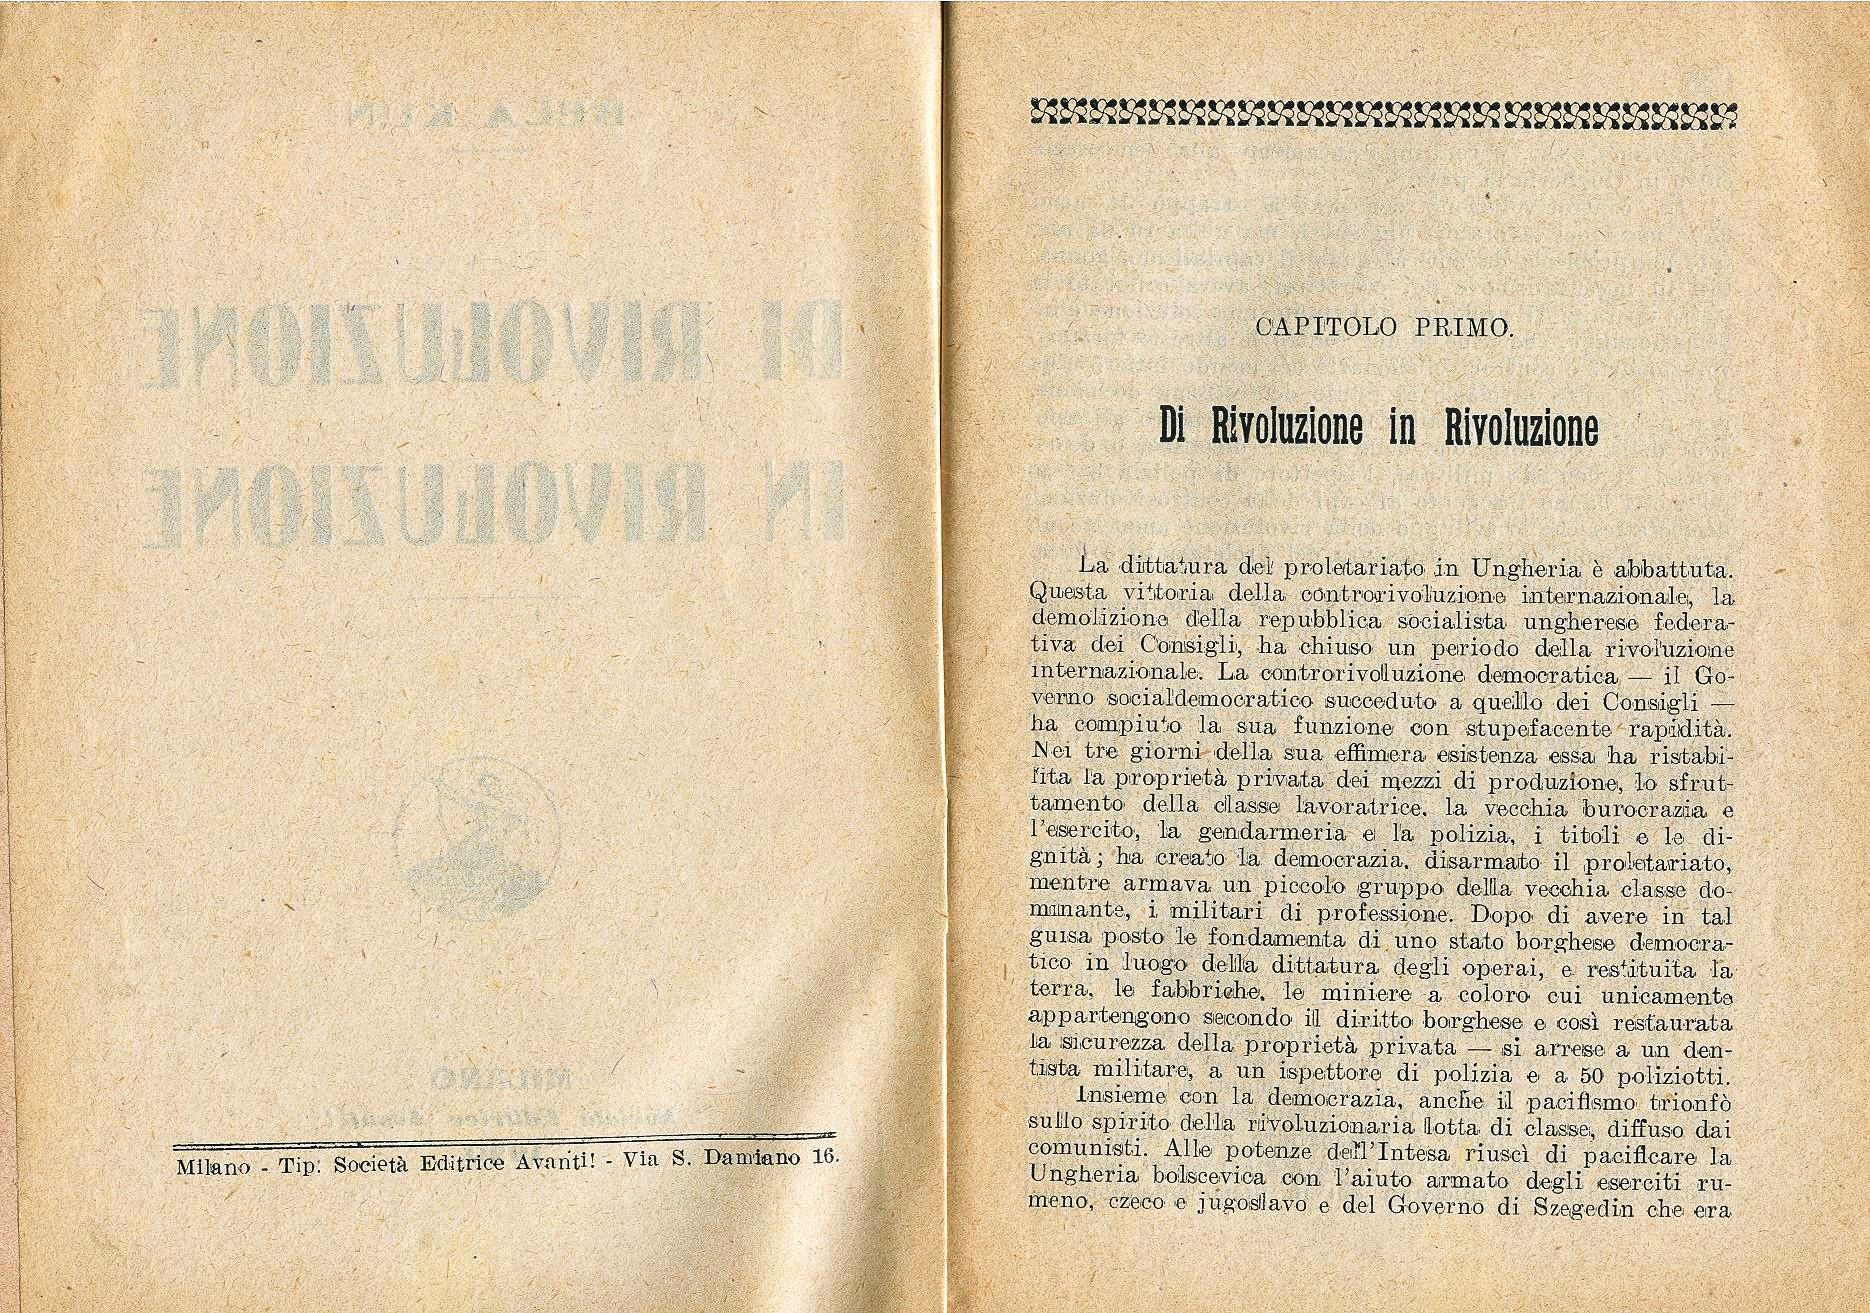 Milano - Tip. Società Editrice Avanti! - Via S. Damiano 16.
CAPITOLO PRIMO.
Di Rivoluzione in Rivoluzione
La dittatura del proletariato in Ungheria è abbattuta.
Questa vittoria della controrivoluzione internazionale, la
demolizione della repubblica socialista ungherese federa-
tiva dei Consigli, ha chiuso un periodo della rivoluzione
internazionale. La controrivoluzione democratica — il Go-
verno socialdemocratico succeduto a quello dei Consigli —
ha compiuto la sua funzione con stupefacente rapidità.
Nei tre giorni della sua effimera esistenza essa ha ristabi-
lita la proprietà privata dei mezzi di produzione, lo sfrut-
tamento della classe lavoratrice, la vecchia burocrazia e
l'esercito, la gendarmeria e la polizia, i titoli e le di-
gnità; ha creato la democrazia, disarmato il proletariato,
mentre armava un piccolo gruppo della vecchia classe do-
minante, i militari di professione. Dopo di avere in tal
guisa posto le fondamenta di uno stato borghese democra-
tico in luogo della dittatura degli operai, e restituita la
terra, le fabbriche, le miniere a coloro cui unicamente
appartengono secondo il diritto borghese e così restaurata
la sicurezza della proprietà privata — si arrese a un den-
tista militare, a un ispettore di polizia e a 50 poliziotti.
Insieme con la democrazia, anche il pacifismo trionfò
sullo spirito della rivoluzionaria lotta di classe, diffuso dai
comunisti. Alle potenze dell'Intesa riuscì di pacificare la
Ungheria bolscevica con l'aiuto armato degli eserciti ru-
meno, czeco e jugoslavo e del Governo di Szegedin che era